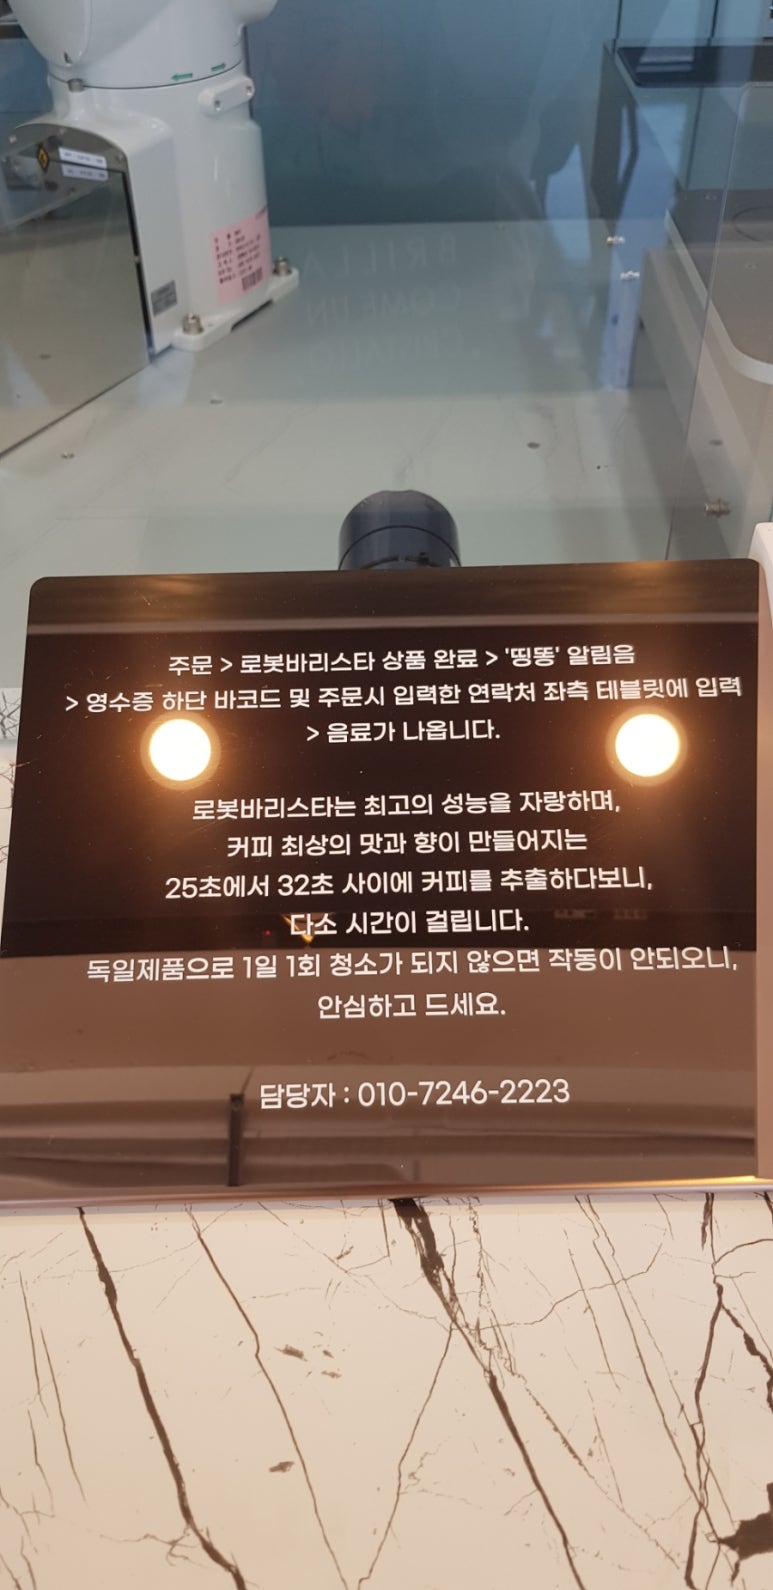 주문 > 로봇바리스타 상품 완료 > '띵똥' 알림음
> 영수증 하단 바코드 및 주문시 입력한 연락처 좌측 테블릿에 입력
> 음료가 나옵니다.
로봇바리스타는 최고의 성능을 자랑하며,
커피 최상의 맛과 향이 만들어지는
25초에서 32초 사이에 커피를 추출하다보니,
다소 시간이 걸립니다.
독일제품으로 1일 1회 청소가 되지 않으면 작동이 안되오니,
안심하고 드세요.
담당자 : 010-7246-2223